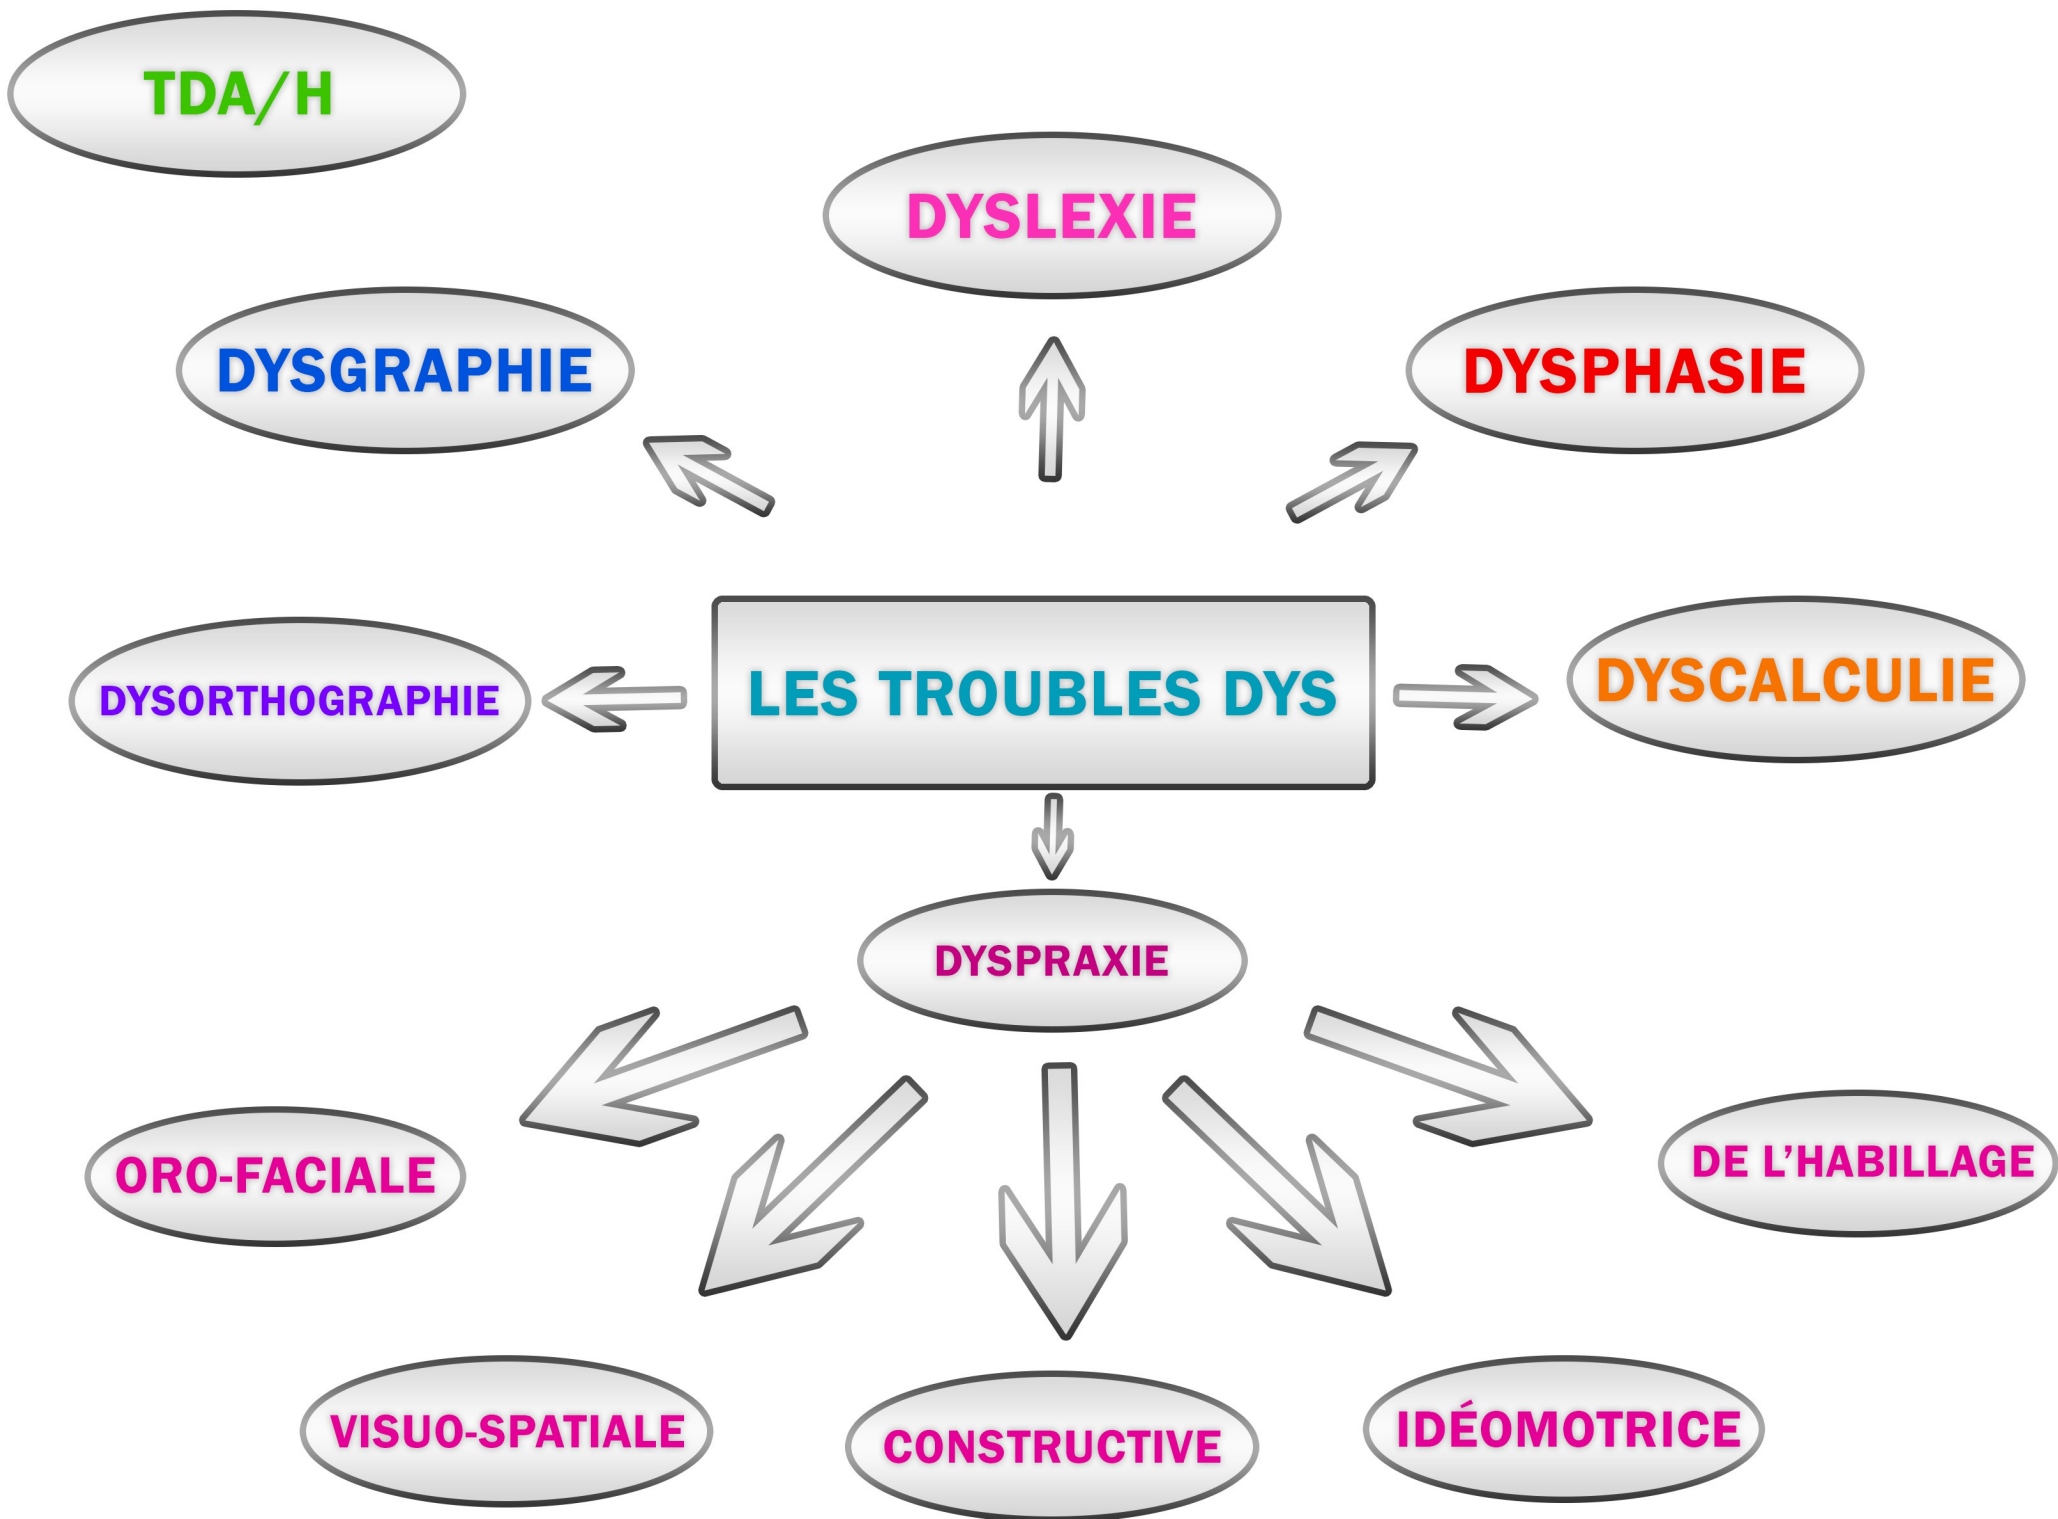 TDA/H
DYSLEXIE
DYSGRAPHIE
DYSPHASIE
DYSORTHOGRAPHIE
LES TROUBLES DYS
DYSCALCULIE
DYSPRAXIE
ORO-FACIALE
DE L’HABILLAGE
VISUO-SPATIALE
CONSTRUCTIVE
IDÉOMOTRICE